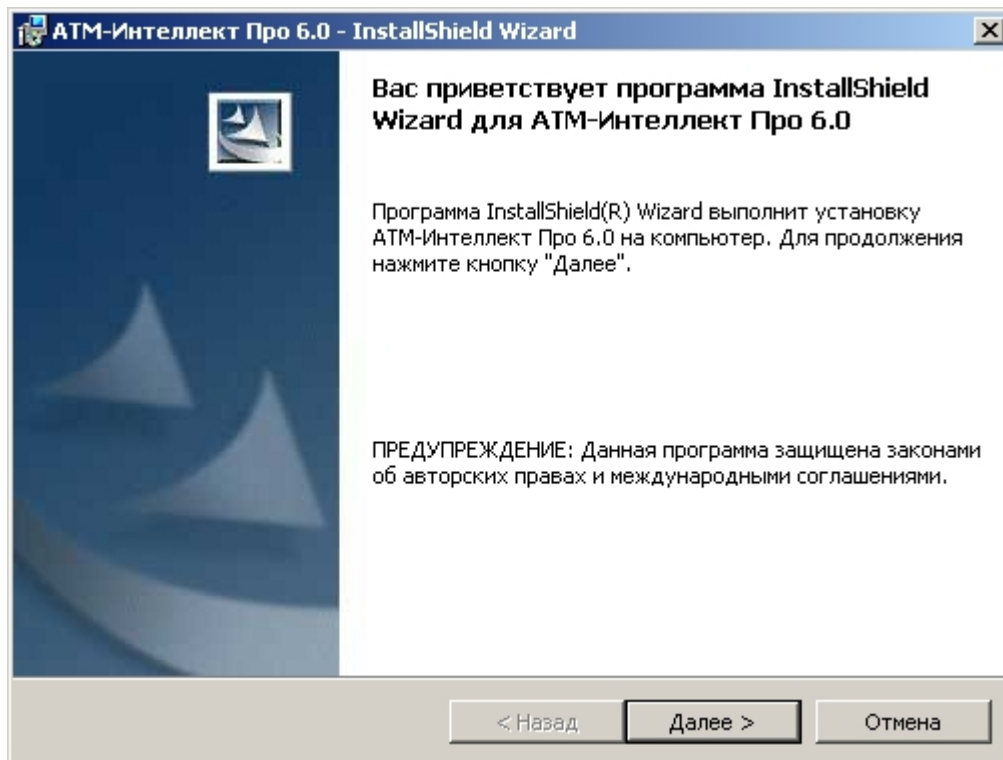 АТМ-Интеллект Про 6.0 - InstallShield Wizard
Вас приветствует программа InstallShield
Wizard для АТМ-Интеллект Про 6.0
Программа InstallShield(R) Wizard выполнит установку
АТМ-Интеллект Про 6.0 на компьютер. Для продолжения
нажмите кнопку "Далее".
ПРЕДУПРЕЖДЕНИЕ: Данная программа защищена законами
об авторских правах и международными соглашениями.
< Назад
Далее >
Отмена